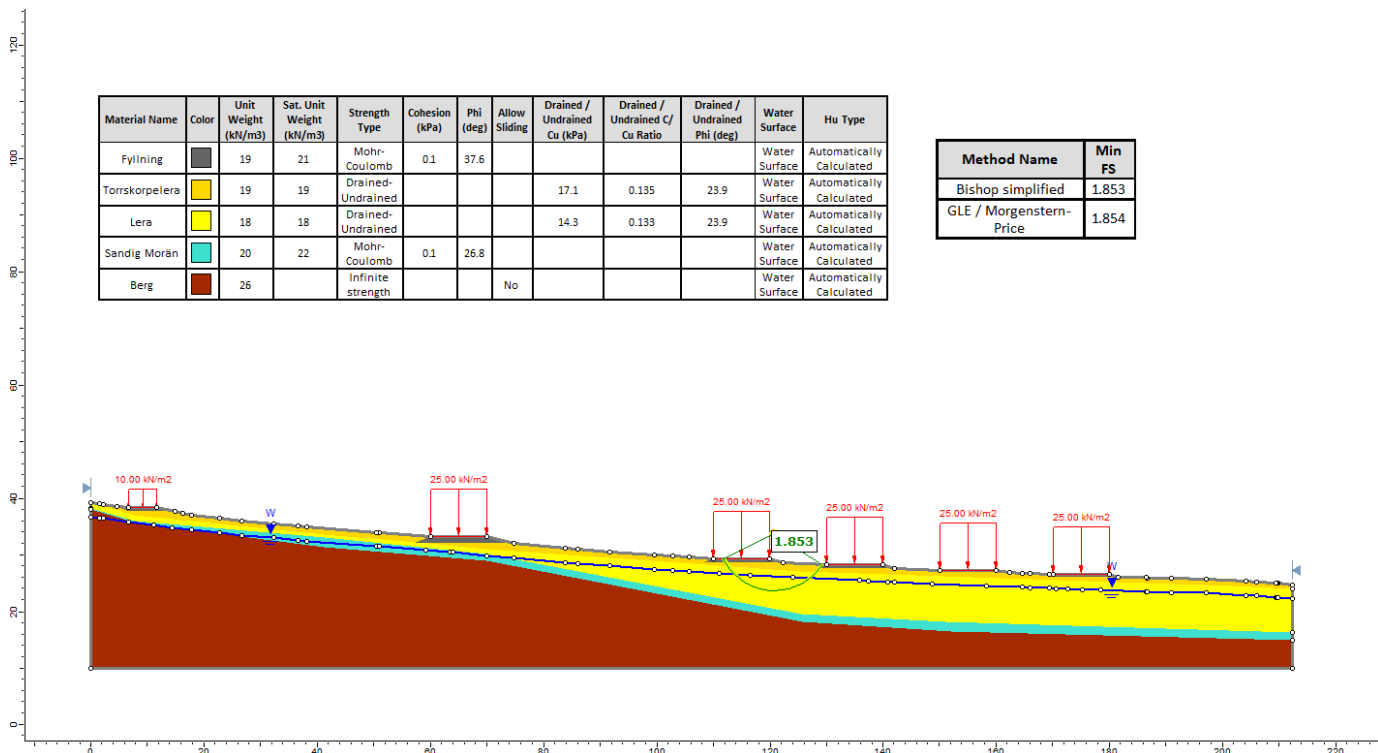 Material Name Color Unit Weight (kN/m3) Sat. Unit Weight (kN/m3) Strength Type Cohesion (kPa) Phi (deg) Allow Sliding Drained / Undrained Cu (kPa) Drained / Undrained C/ Cu Ratio Drained / Undrained Phi (deg) Water Surface Hu Type
Fyllning 19 21 Mohr-Coulomb 0.1 37.6 Water Surface Automatically Calculated
Torrskorpelera 19 19 Drained-Undrained 17.1 0.135 23.9 Water Surface Automatically Calculated
Lera 18 18 Drained-Undrained 14.3 0.133 23.9 Water Surface Automatically Calculated
Sandig Morän 20 22 Mohr-Coulomb 0.1 26.8 Water Surface Automatically Calculated
Berg 26 Infinite strength No Water Surface Automatically Calculated
Method Name Min FS
Bishop simplified 1.853
GLE / Morgenstern-Price 1.854
120
100
80
60
40
20
0
10.00 kN/m2
25.00 kN/m2
25.00 kN/m2
25.00 kN/m2
25.00 kN/m2
25.00 kN/m2
W
1.853
W
0 20 40 60 80 100 120 140 160 180 200 220